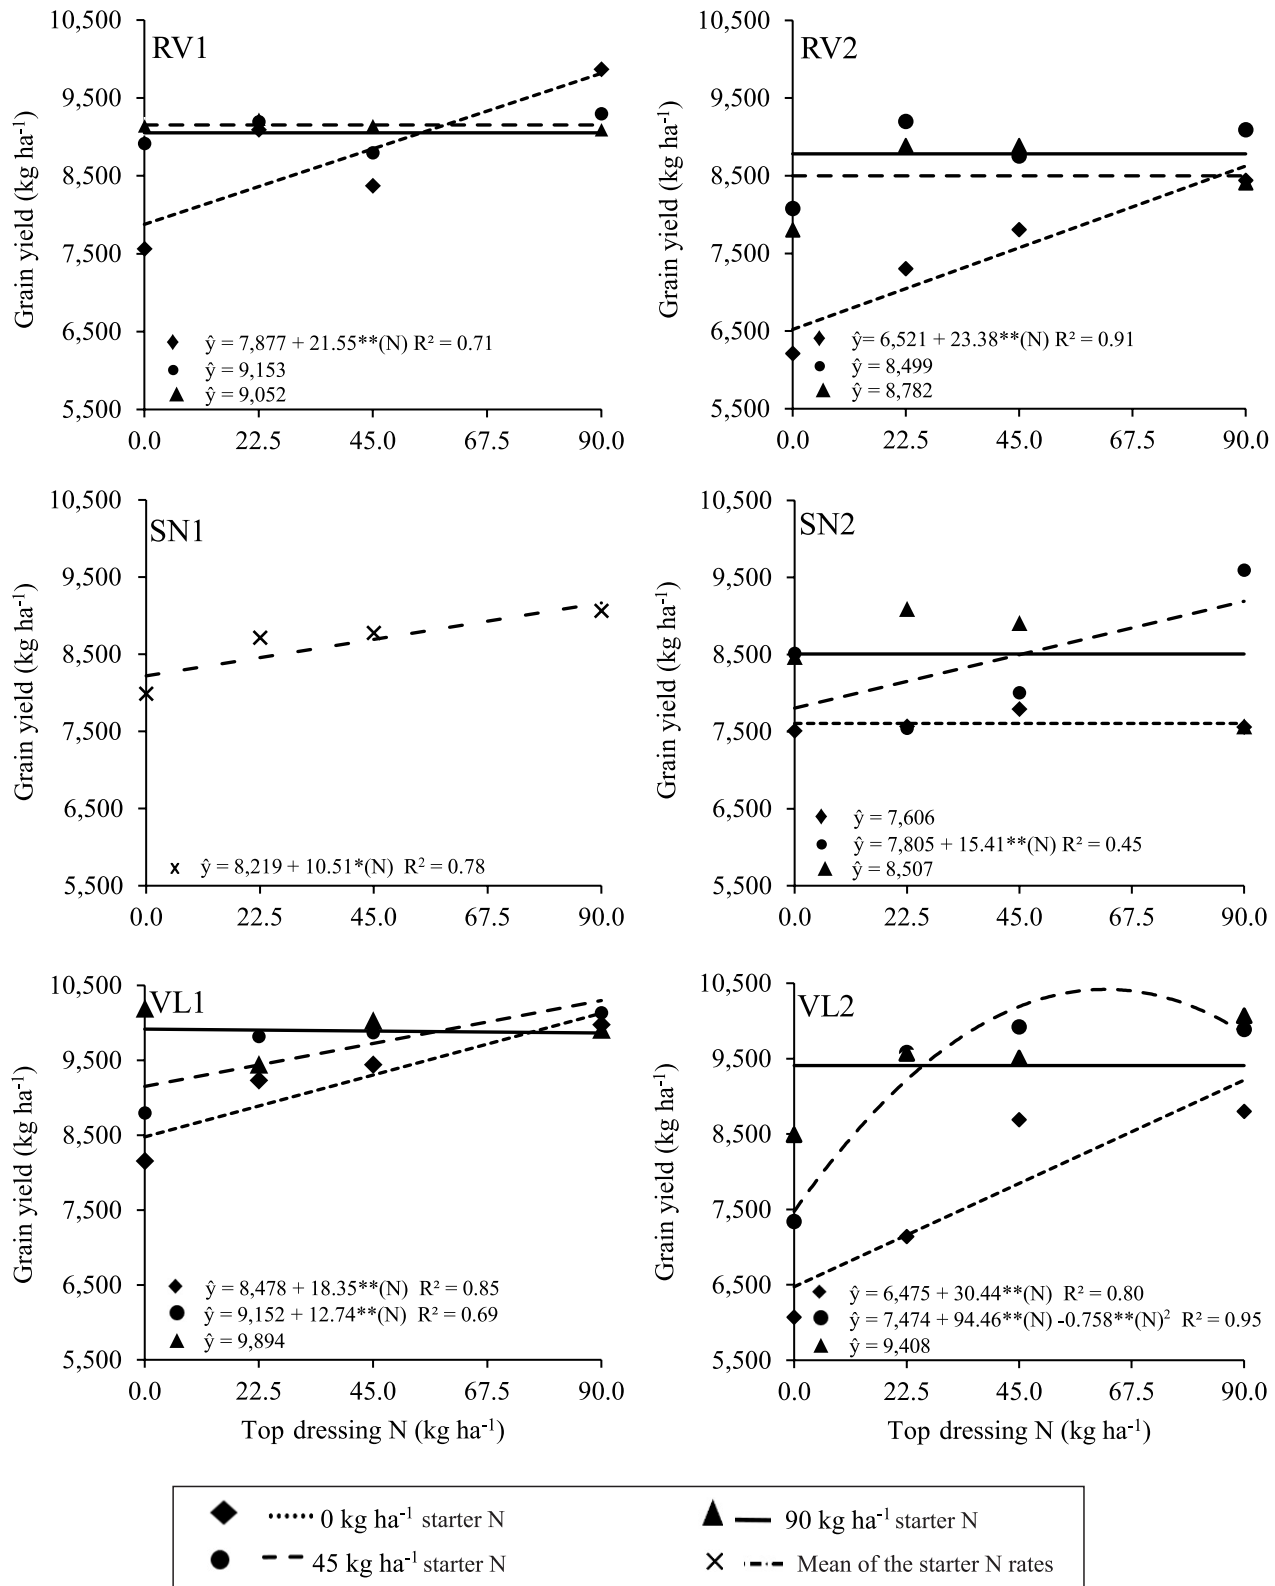 10,500
RV1
9,500
8,500
7,500
6,500
5,500
Grain yield (kg ha⁻¹)
ŷ = 7,877 + 21.55**(N) R² = 0.71
ŷ = 9,153
ŷ = 9,052
0.0 22.5 45.0 67.5 90.0
10,500
RV2
9,500
8,500
7,500
6,500
5,500
Grain yield (kg ha⁻¹)
ŷ= 6,521 + 23.38**(N) R² = 0.91
ŷ = 8,499
ŷ = 8,782
0.0 22.5 45.0 67.5 90.0
10,500
SN1
9,500
8,500
7,500
6,500
5,500
Grain yield (kg ha⁻¹)
ŷ = 8,219 + 10.51*(N) R² = 0.78
0.0 22.5 45.0 67.5 90.0
10,500
SN2
9,500
8,500
7,500
6,500
5,500
Grain yield (kg ha⁻¹)
ŷ = 7,606
ŷ = 7,805 + 15.41**(N) R² = 0.45
ŷ = 8,507
0.0 22.5 45.0 67.5 90.0
10,500
VL1
9,500
8,500
7,500
6,500
5,500
Grain yield (kg ha⁻¹)
ŷ = 8,478 + 18.35**(N) R² = 0.85
ŷ = 9,152 + 12.74**(N) R² = 0.69
ŷ = 9,894
0.0 22.5 45.0 67.5 90.0
Top dressing N (kg ha⁻¹)
10,500
VL2
9,500
8,500
7,500
6,500
5,500
Grain yield (kg ha⁻¹)
ŷ = 6,475 + 30.44**(N) R² = 0.80
ŷ = 7,474 + 94.46**(N) -0.758**(N)² R² = 0.95
ŷ = 9,408
0.0 22.5 45.0 67.5 90.0
Top dressing N (kg ha⁻¹)
0 kg ha⁻¹ starter N
90 kg ha⁻¹ starter N
45 kg ha⁻¹ starter N
Mean of the starter N rates